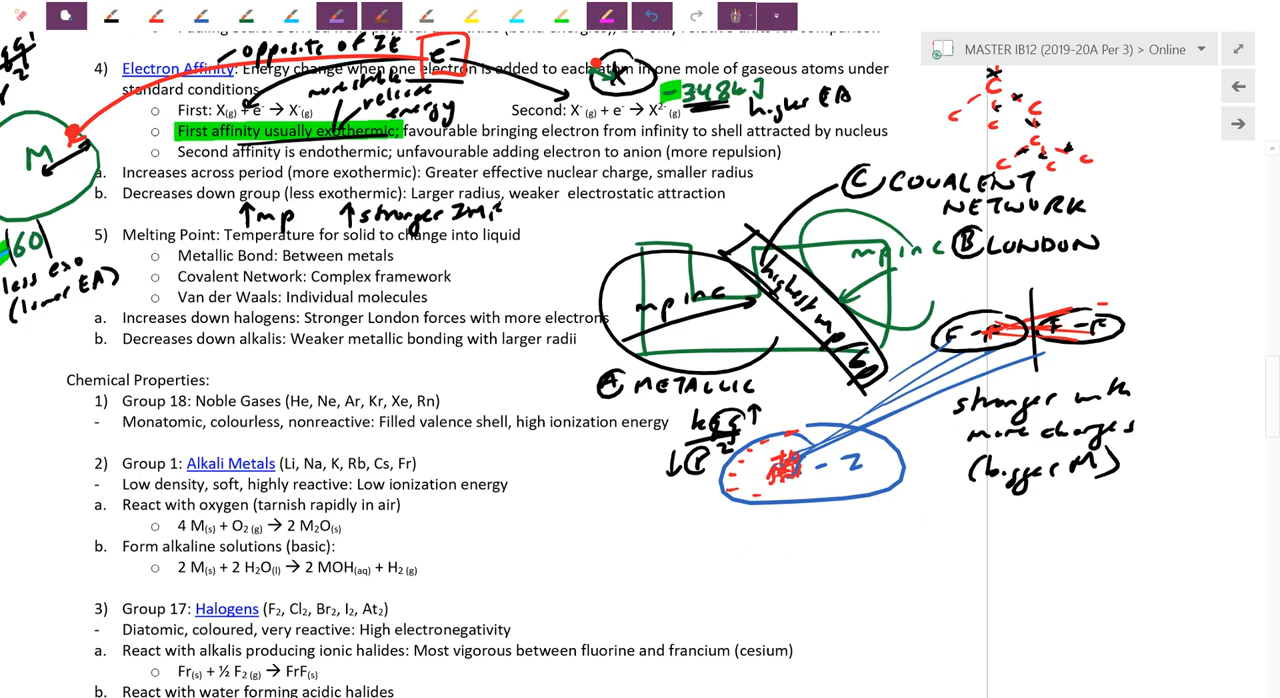 MASTER IB12 (2019-20A Per 3) > Online
opposite of IE
e⁻
4) Electron Affinity: Energy change when one electron is added to each atom in one mole of gaseous atoms under
standard conditions
more stable
release
energy
X
-348kJ
higher EA
○ First: X(g) + e⁻ → X⁻(g) Second: X⁻(g) + e⁻ → X²⁻(g)
○ First affinity usually exothermic; favourable bringing electron from infinity to shell attracted by nucleus
○ Second affinity is endothermic; unfavourable adding electron to anion (more repulsion)
M
a. Increases across period (more exothermic): Greater effective nuclear charge, smaller radius
b. Decreases down group (less exothermic): Larger radius, weaker electrostatic attraction
60
less exo
(lower EA)
↑mp ↑stronger IMF
5) Melting Point: Temperature for solid to change into liquid
○ Metallic Bond: Between metals
○ Covalent Network: Complex framework
○ Van der Waals: Individual molecules
a. Increases down halogens: Stronger London forces with more electrons
b. Decreases down alkalis: Weaker metallic bonding with larger radii
C COVALENT
NETWORK
B LONDON
mp inc
mp inc
highest mp/bp
A METALLIC
F-F F-F
stronger with
more charges
(bigger M)
- Z
Chemical Properties:
1) Group 18: Noble Gases (He, Ne, Ar, Kr, Xe, Rn)
- Monatomic, colourless, nonreactive: Filled valence shell, high ionization energy
2) Group 1: Alkali Metals (Li, Na, K, Rb, Cs, Fr)
- Low density, soft, highly reactive: Low ionization energy
a. React with oxygen (tarnish rapidly in air)
○ 4 M(s) + O₂ (g) → 2 M₂O(s)
b. Form alkaline solutions (basic):
○ 2 M(s) + 2 H₂O(l) → 2 MOH(aq) + H₂ (g)
3) Group 17: Halogens (F₂, Cl₂, Br₂, I₂, At₂)
- Diatomic, coloured, very reactive: High electronegativity
a. React with alkalis producing ionic halides: Most vigorous between fluorine and francium (cesium)
○ Fr(s) + ½ F₂ (g) → FrF(s)
b. React with water forming acidic halides